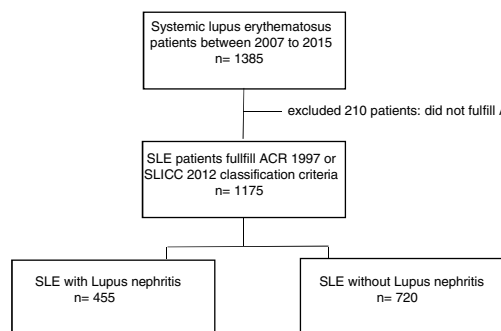 Systemic lupus erythematosus
patients between 2007 to 2015
n= 1385
excluded 210 patients: did not fulfill
SLE patients fullfill ACR 1997 or
SLICC 2012 classification criteria
n= 1175
SLE with Lupus nephritis
n= 455
SLE without Lupus nephritis
n= 720